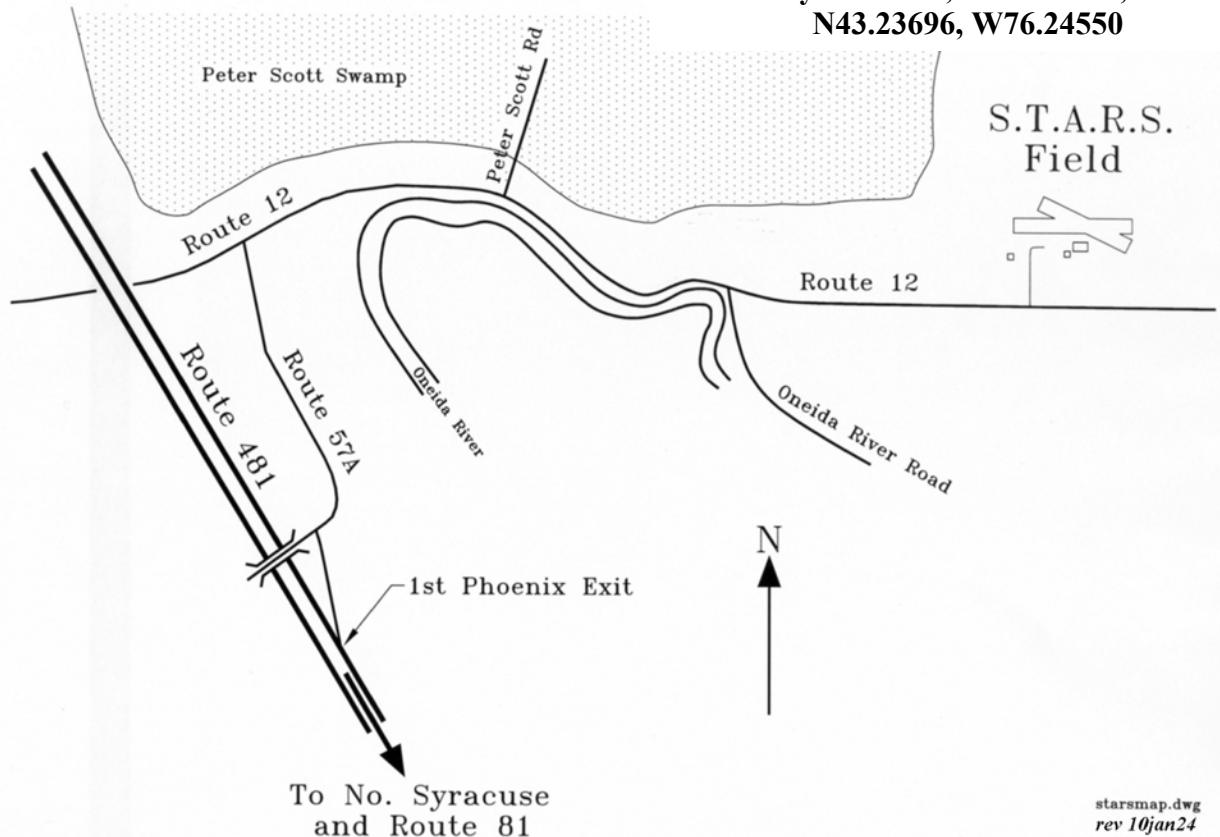 N43.23696, W76.24550
Peter Scott Swamp
Peter Scott Rd
S.T.A.R.S.
Field
Route 12
Route 12
Route 481
Route 57A
Oneida River
Oneida River Road
1st Phoenix Exit
N
To No. Syracuse
and Route 81
starsmap.dwg
rev 10jan24